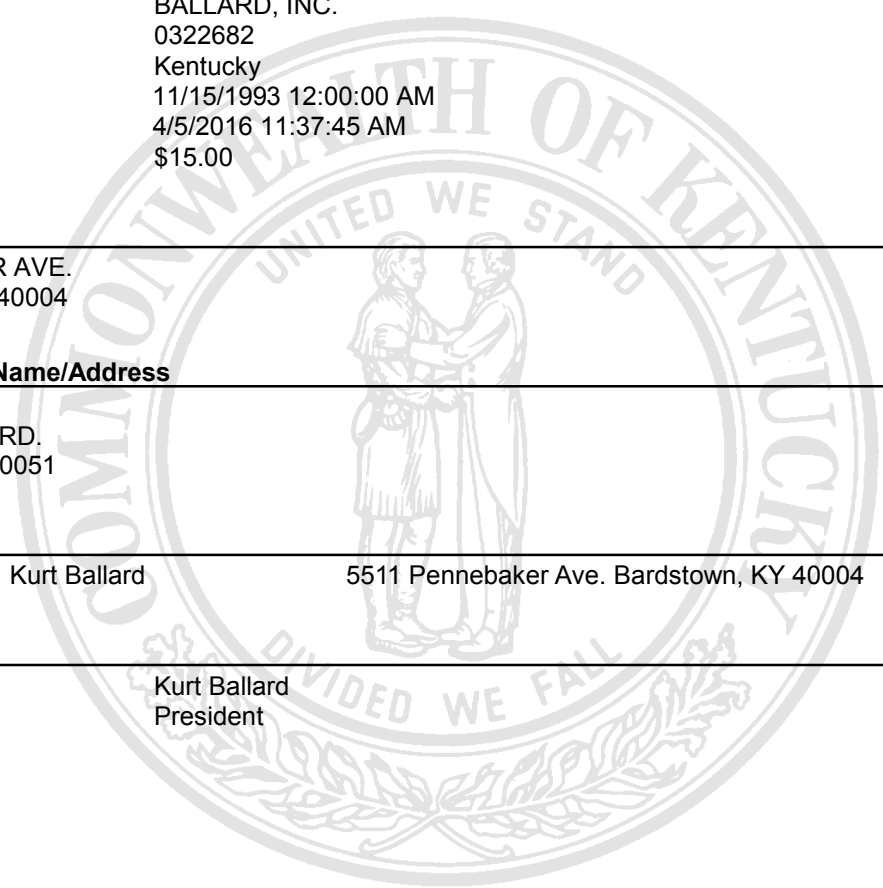 BALLARD, INC.
0322682
Kentucky
11/15/1993 12:00:00 AM
4/5/2016 11:37:45 AM
$15.00
COMMONWEALTH OF KENTUCKY
UNITED WE STAND
R AVE.
40004
Name/Address
RD.
0051
Kurt Ballard 5511 Pennebaker Ave. Bardstown, KY 40004
DIVIDED WE FALL
Kurt Ballard
President